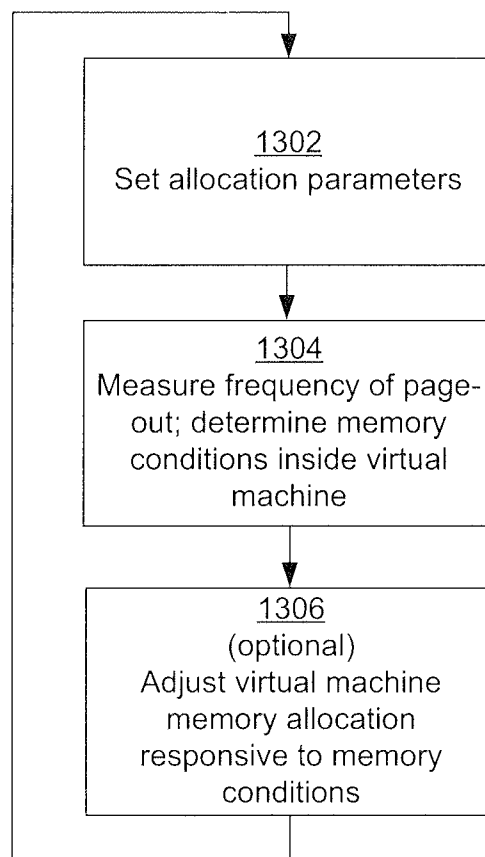 1302
Set allocation parameters
1304
Measure frequency of page-
out; determine memory
conditions inside virtual
machine
1306
(optional)
Adjust virtual machine
memory allocation
responsive to memory
conditions